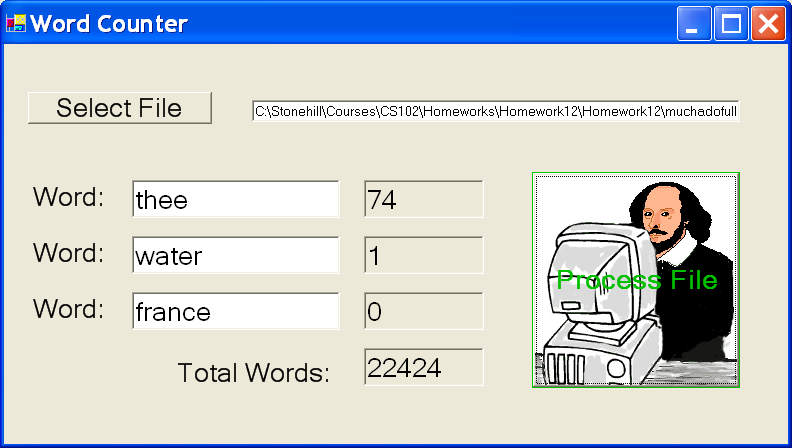 Word Counter
Select File
C:\Stonehill\Courses\CS102\Homeworks\Homework12\Homework12\muchadofull
Word: thee 74
Word: water 1
Word: france 0
Process File
Total Words: 22424